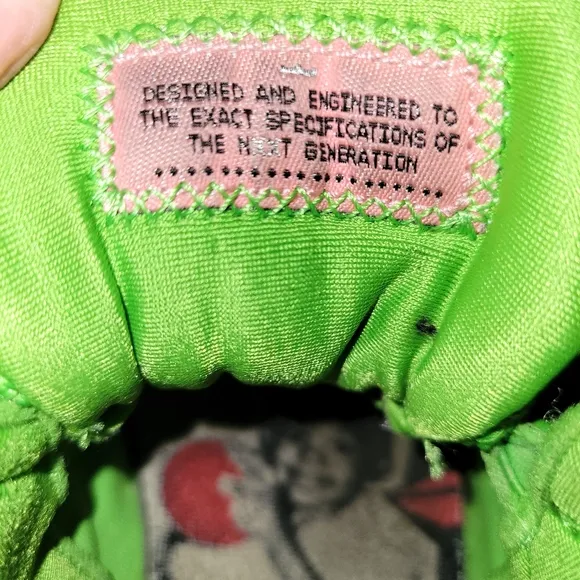 DESIGNED AND ENGINEERED TO
THE EXACT SPECIFICATIONS OF
THE NEXT GENERATION